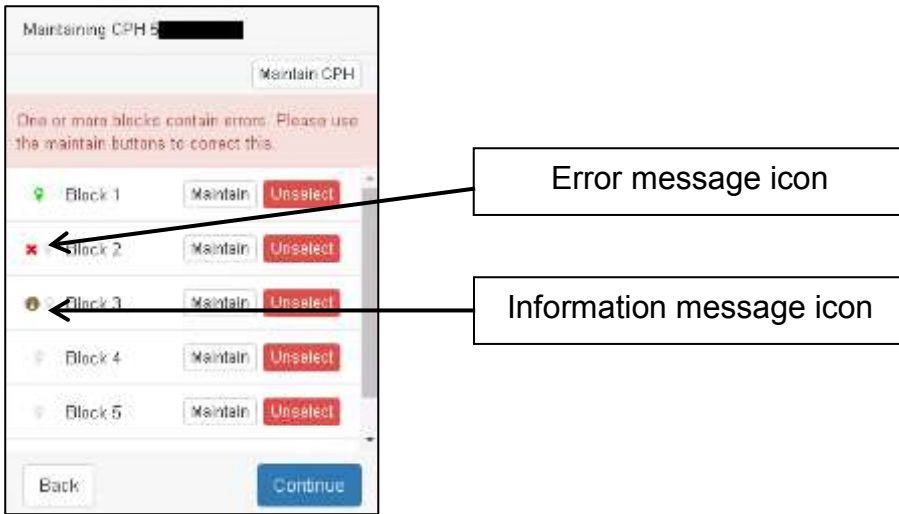 Maintaining CPH 5
Maintain CPH
One or more blocks contain errors. Please use
the maintain buttons to correct this.
Block 1 Maintain Unselect
Block 2 Maintain Unselect
Block 3 Maintain Unselect
Block 4 Maintain Unselect
Block 5 Maintain Unselect
Back Continue
Error message icon
Information message icon